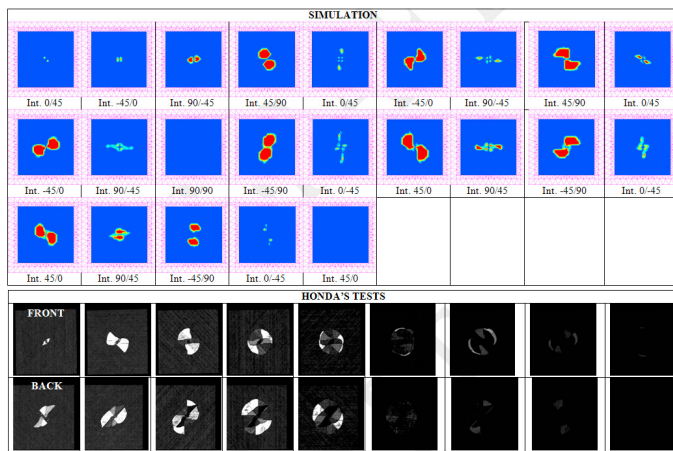 SIMULATION
Int. 0/45 Int. -45/0 Int. 90/-45 Int. 45/90 Int. 0/45 Int. -45/0 Int. 90/-45 Int. 45/90 Int. 0/45
Int. -45/0 Int. 90/-45 Int. 90/90 Int. -45/90 Int. 0/-45 Int. 45/0 Int. 90/45 Int. -45/90 Int. 0/-45
Int. 45/0 Int. 90/45 Int. -45/90 Int. 0/-45 Int. 45/0
HONDA'S TESTS
FRONT
BACK